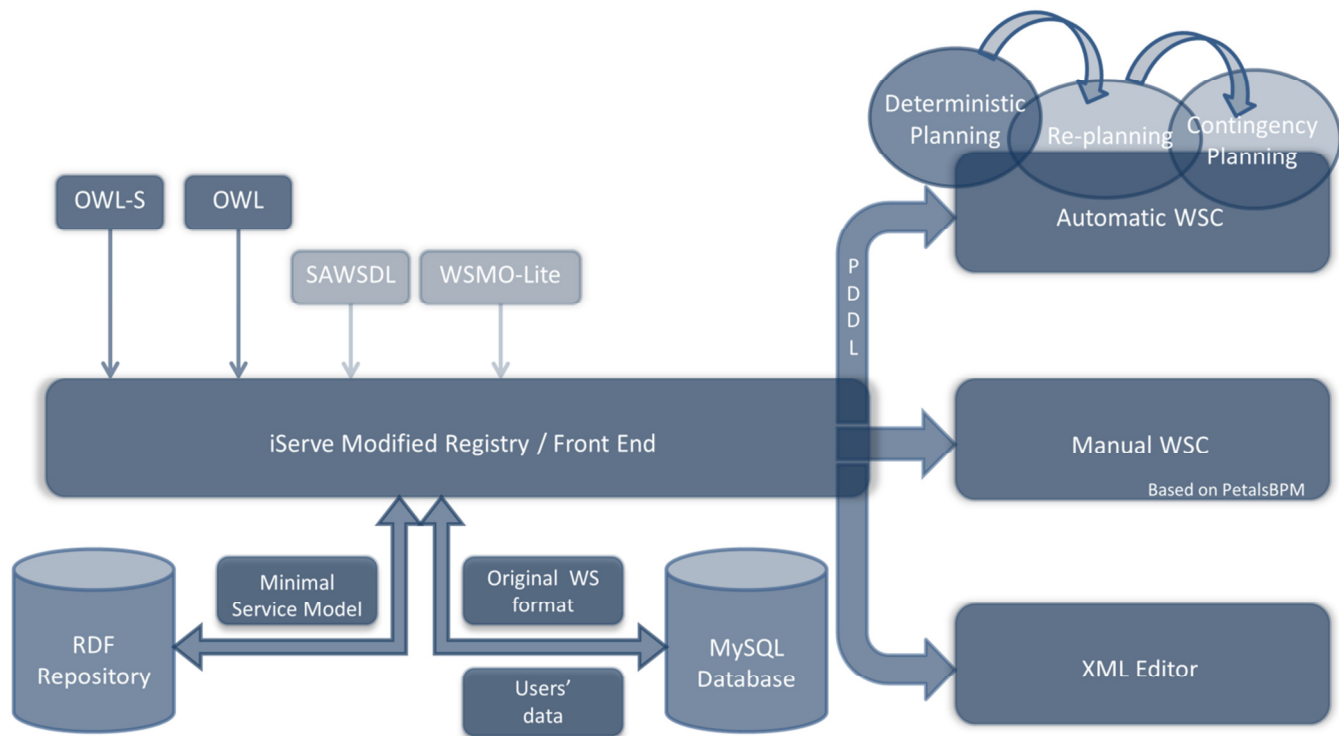 Deterministic
Planning
Re-planning
Contingency
Planning
OWL-S
OWL
SAWSDL
WSMO-Lite
Automatic WSC
P
D
D
L
iServe Modified Registry / Front End
Manual WSC
Based on PetalsBPM
Minimal
Service Model
Original WS
format
RDF
Repository
MySQL
Database
Users’
data
XML Editor